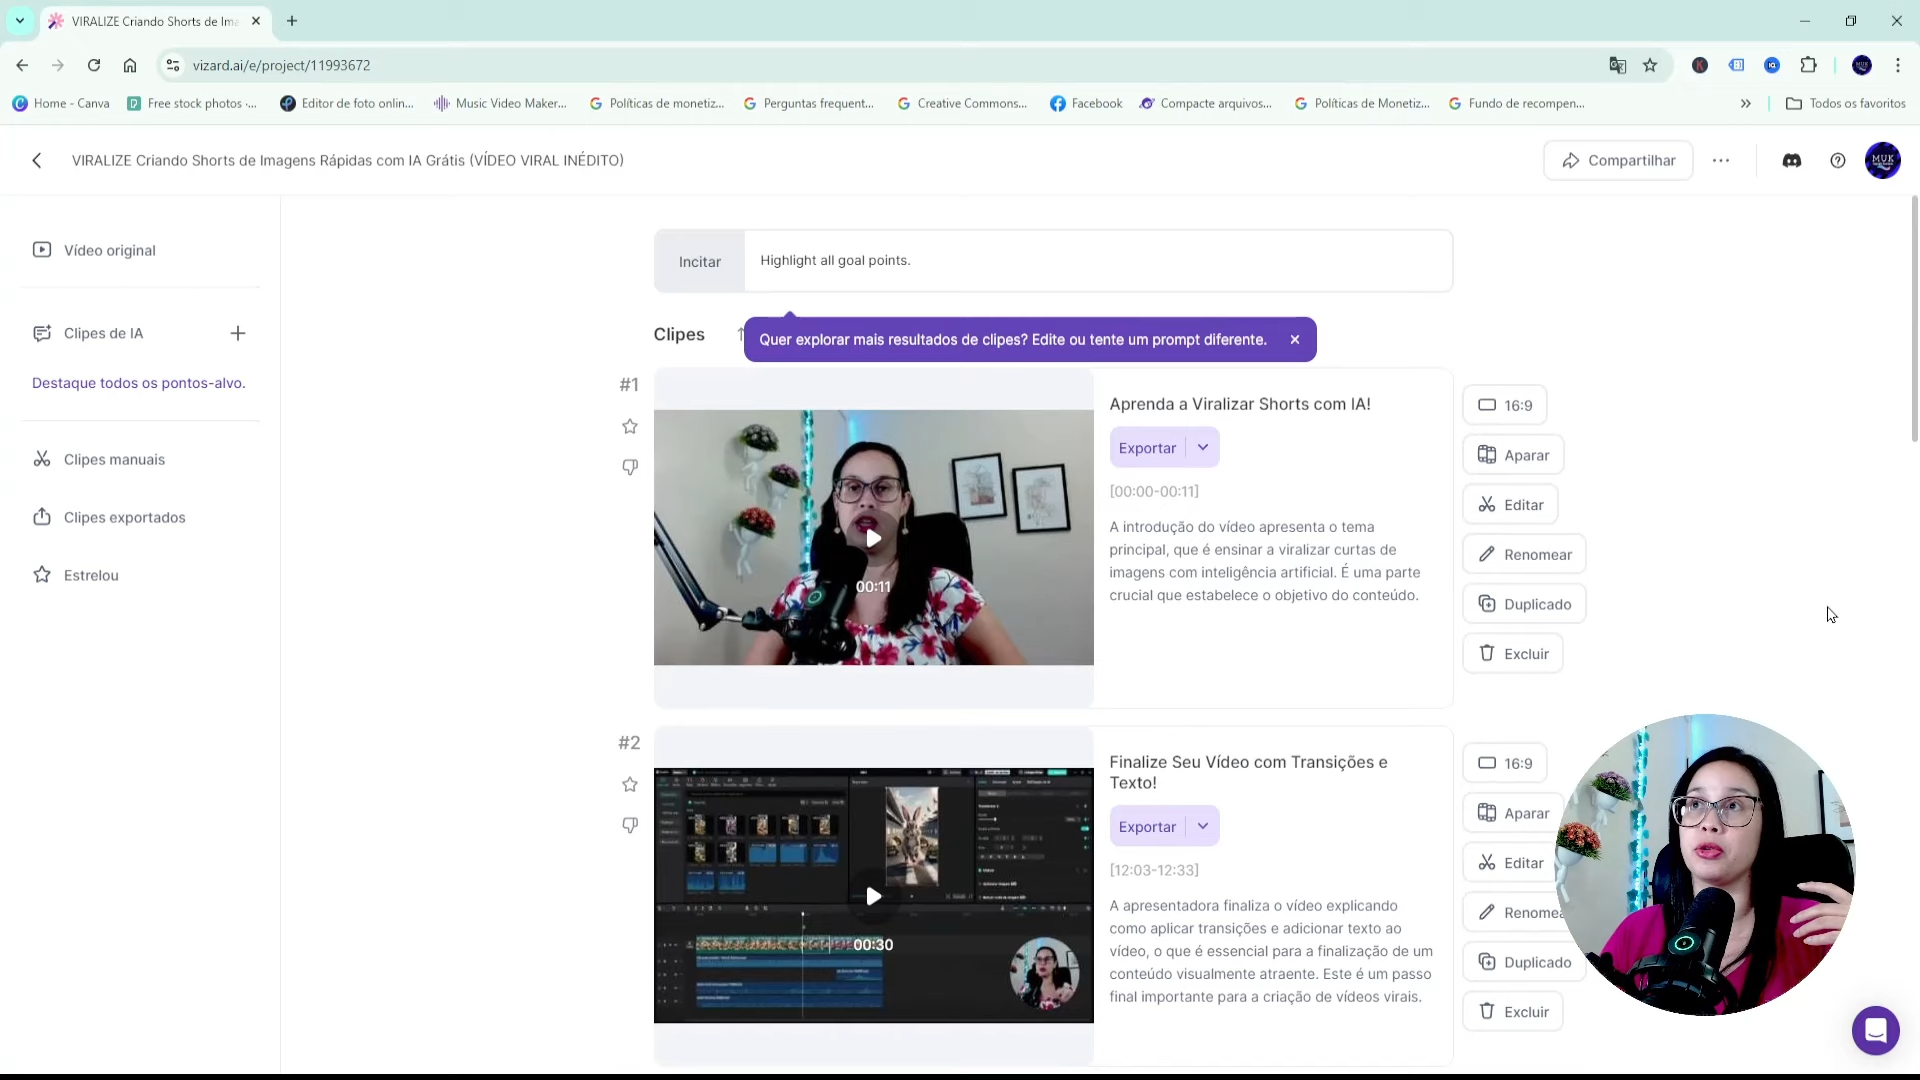 VIRALIZE Criando Shorts de Ime
vizard.ai/e/project/11993672
Home - Canva
Free stock photos ·...
Editor de foto onlin...
Music Video Maker...
Políticas de monetiz...
Perguntas frequent...
Creative Commons...
Facebook
Compacte arquivos...
Políticas de Monetiz...
Fundo de recompen...
Todos os favoritos
VIRALIZE Criando Shorts de Imagens Rápidas com IA Grátis (VÍDEO VIRAL INÉDITO)
Compartilhar
MUK
Vídeo original
Clipes de IA
Destaque todos os pontos-alvo.
Clipes manuais
Clipes exportados
Estrelou
Incitar
Highlight all goal points.
Clipes
Quer explorar mais resultados de clipes? Edite ou tente um prompt diferente.
#1
00:11
Aprenda a Viralizar Shorts com IA!
Exportar
[00:00-00:11]
A introdução do vídeo apresenta o tema
principal, que é ensinar a viralizar curtas de
imagens com inteligência artificial. É uma parte
crucial que estabelece o objetivo do conteúdo.
16:9
Aparar
Editar
Renomear
Duplicado
Excluir
#2
00:30
Finalize Seu Vídeo com Transições e
Texto!
Exportar
[12:03-12:33]
A apresentadora finaliza o vídeo explicando
como aplicar transições e adicionar texto ao
vídeo, o que é essencial para a finalização de um
conteúdo visualmente atraente. Este é um passo
final importante para a criação de vídeos virais.
16:9
Aparar
Editar
Renomea
Duplicado
Excluir